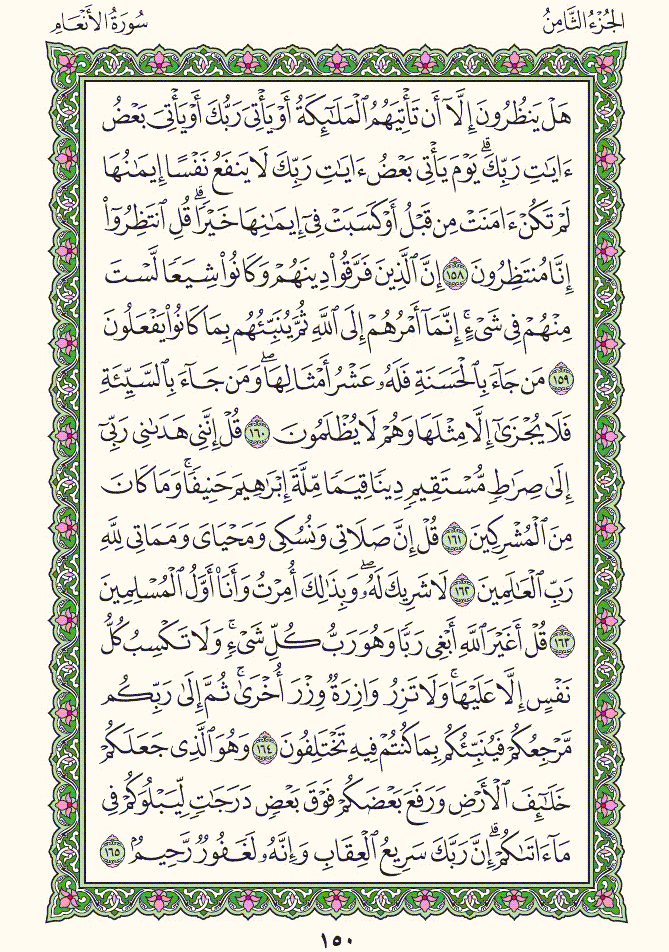 الجُزْءُ الثَّامِنُ سُورَةُ الأَنْعَامِ
هَلْ يَنظُرُونَ إِلَّآ أَن تَأْتِيَهُمُ ٱلْمَلَٰٓئِكَةُ أَوْ يَأْتِىَ رَبُّكَ أَوْ يَأْتِىَ بَعْضُ
ءَايَٰتِ رَبِّكَ ۗ يَوْمَ يَأْتِى بَعْضُ ءَايَٰتِ رَبِّكَ لَا يَنفَعُ نَفْسًا إِيمَٰنُهَا
لَمْ تَكُنْ ءَامَنَتْ مِن قَبْلُ أَوْ كَسَبَتْ فِىٓ إِيمَٰنِهَا خَيْرًا ۗ قُلِ ٱنتَظِرُوٓا۟
إِنَّا مُنتَظِرُونَ ١٥٨ إِنَّ ٱلَّذِينَ فَرَّقُوا۟ دِينَهُمْ وَكَانُوا۟ شِيَعًا لَّسْتَ
مِنْهُمْ فِى شَىْءٍ ۚ إِنَّمَآ أَمْرُهُمْ إِلَى ٱللَّهِ ثُمَّ يُنَبِّئُهُم بِمَا كَانُوا۟ يَفْعَلُونَ
١٥٩ مَن جَآءَ بِٱلْحَسَنَةِ فَلَهُۥ عَشْرُ أَمْثَالِهَا ۖ وَمَن جَآءَ بِٱلسَّيِّئَةِ
فَلَا يُجْزَىٰٓ إِلَّا مِثْلَهَا وَهُمْ لَا يُظْلَمُونَ ١٦٠ قُلْ إِنَّنِى هَدَىٰنِى رَبِّىٓ
إِلَىٰ صِرَٰطٍ مُّسْتَقِيمٍ دِينًا قِيَمًا مِّلَّةَ إِبْرَٰهِيمَ حَنِيفًا ۚ وَمَا كَانَ
مِنَ ٱلْمُشْرِكِينَ ١٦١ قُلْ إِنَّ صَلَاتِى وَنُسُكِى وَمَحْيَاىَ وَمَمَاتِى لِلَّهِ
رَبِّ ٱلْعَٰلَمِينَ ١٦٢ لَا شَرِيكَ لَهُۥ ۖ وَبِذَٰلِكَ أُمِرْتُ وَأَنَا۠ أَوَّلُ ٱلْمُسْلِمِينَ
١٦٣ قُلْ أَغَيْرَ ٱللَّهِ أَبْغِى رَبًّا وَهُوَ رَبُّ كُلِّ شَىْءٍ ۚ وَلَا تَكْسِبُ كُلُّ
نَفْسٍ إِلَّا عَلَيْهَا ۚ وَلَا تَزِرُ وَازِرَةٌ وِزْرَ أُخْرَىٰ ۚ ثُمَّ إِلَىٰ رَبِّكُم
مَّرْجِعُكُمْ فَيُنَبِّئُكُم بِمَا كُنتُمْ فِيهِ تَخْتَلِفُونَ ١٦٤ وَهُوَ ٱلَّذِى جَعَلَكُمْ
خَلَٰٓئِفَ ٱلْأَرْضِ وَرَفَعَ بَعْضَكُمْ فَوْقَ بَعْضٍ دَرَجَٰتٍ لِّيَبْلُوَكُمْ فِى
مَآ ءَاتَىٰكُمْ ۗ إِنَّ رَبَّكَ سَرِيعُ ٱلْعِقَابِ وَإِنَّهُۥ لَغَفُورٌ رَّحِيمٌۢ ١٦٥
١٥٠